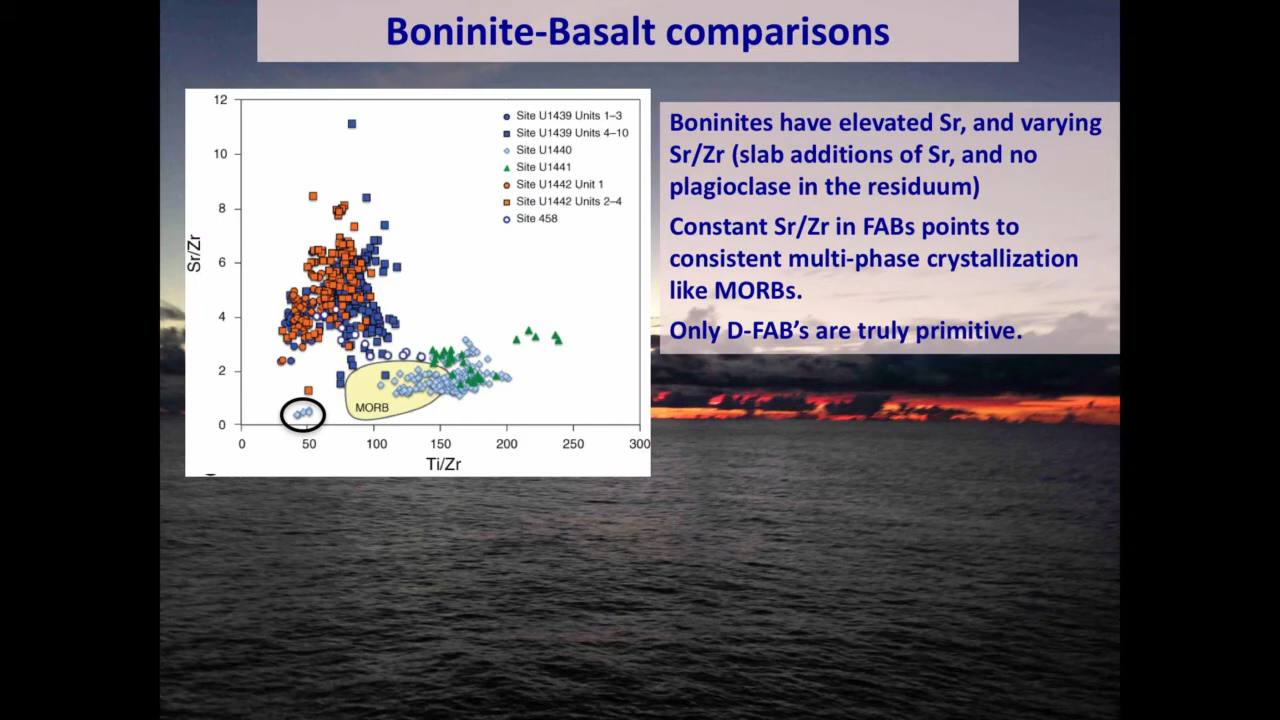 Boninite-Basalt comparisons
12
10
8
6
4
2
0
Sr/Zr
Site U1439 Units 1–3
Site U1439 Units 4–10
Site U1440
Site U1441
Site U1442 Unit 1
Site U1442 Units 2–4
Site 458
MORB
0 50 100 150 200 250 300
Ti/Zr
Boninites have elevated Sr, and varying
Sr/Zr (slab additions of Sr, and no
plagioclase in the residuum)
Constant Sr/Zr in FABs points to
consistent multi-phase crystallization
like MORBs.
Only D-FAB’s are truly primitive.